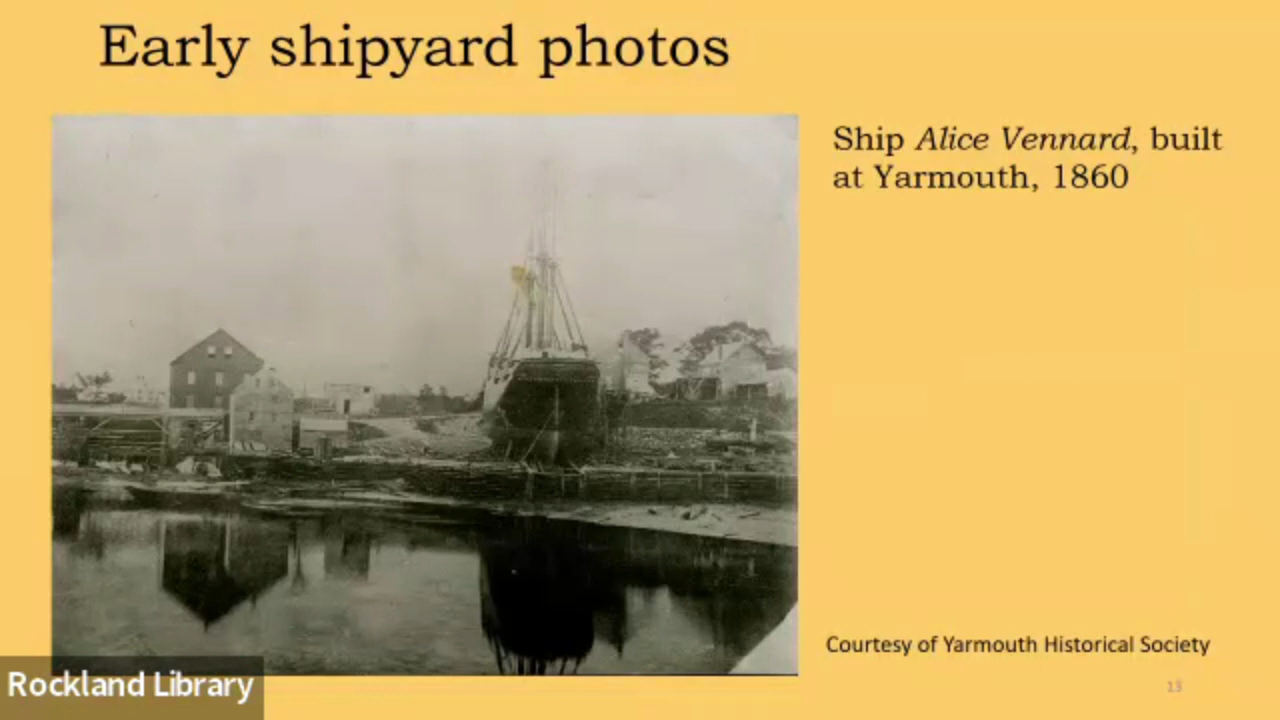 Early shipyard photos
Ship Alice Vennard, built
at Yarmouth, 1860
Courtesy of Yarmouth Historical Society
Rockland Library
13